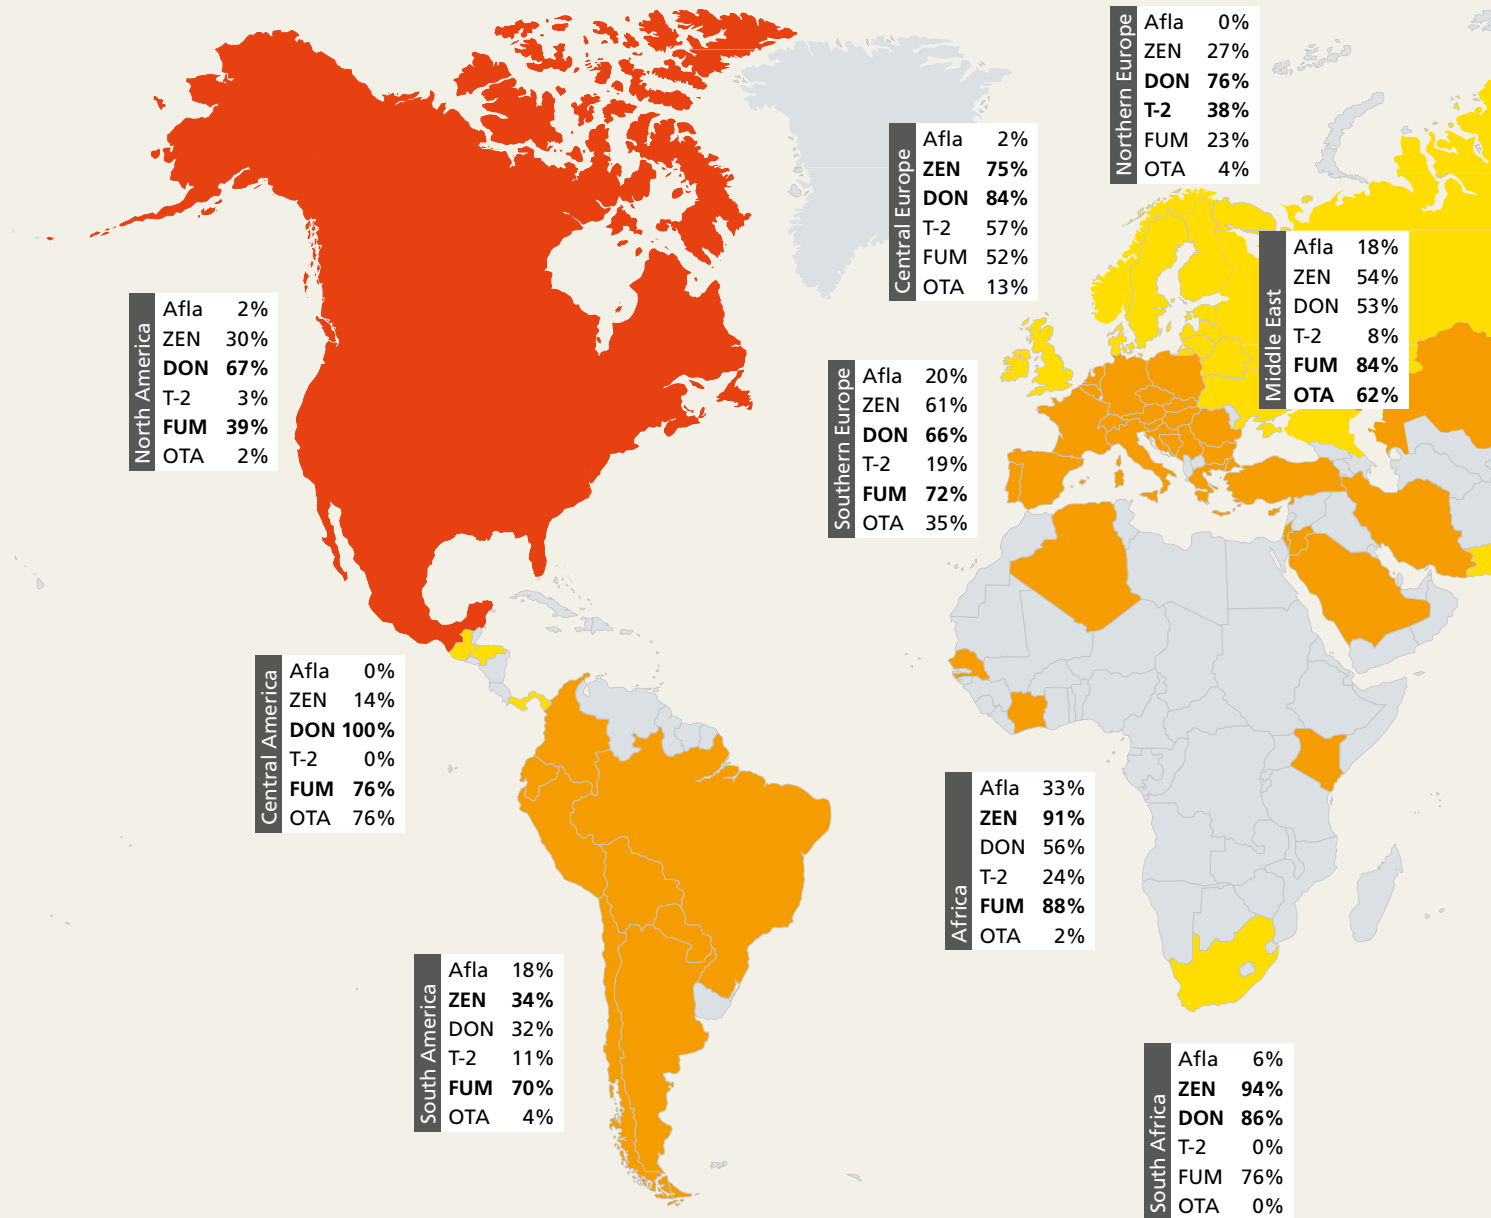 Northern Europe
Afla 0%
ZEN 27%
DON 76%
T-2 38%
FUM 23%
OTA 4%
Central Europe
Afla 2%
ZEN 75%
DON 84%
T-2 57%
FUM 52%
OTA 13%
Middle East
Afla 18%
ZEN 54%
DON 53%
T-2 8%
FUM 84%
OTA 62%
North America
Afla 2%
ZEN 30%
DON 67%
T-2 3%
FUM 39%
OTA 2%
Southern Europe
Afla 20%
ZEN 61%
DON 66%
T-2 19%
FUM 72%
OTA 35%
Central America
Afla 0%
ZEN 14%
DON 100%
T-2 0%
FUM 76%
OTA 76%
Africa
Afla 33%
ZEN 91%
DON 56%
T-2 24%
FUM 88%
OTA 2%
South America
Afla 18%
ZEN 34%
DON 32%
T-2 11%
FUM 70%
OTA 4%
South Africa
Afla 6%
ZEN 94%
DON 86%
T-2 0%
FUM 76%
OTA 0%